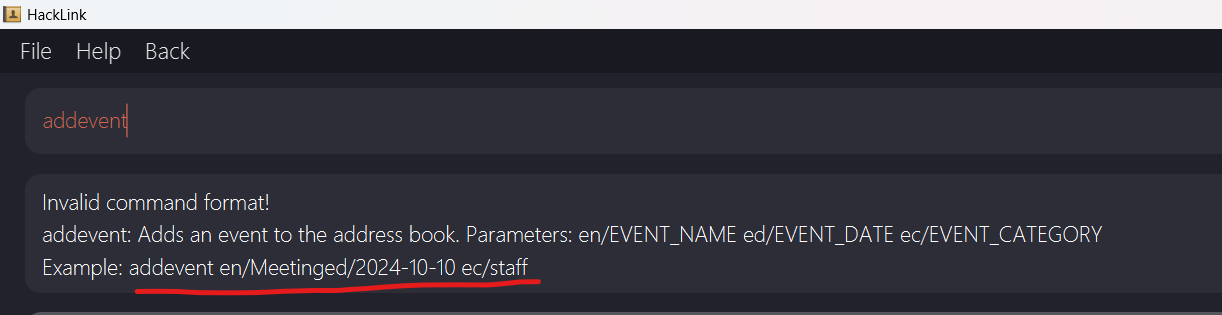 HackLink
File Help Back
addevent
Invalid command format!
addevent: Adds an event to the address book. Parameters: en/EVENT_NAME ed/EVENT_DATE ec/EVENT_CATEGORY
Example: addevent en/Meetinged/2024-10-10 ec/staff